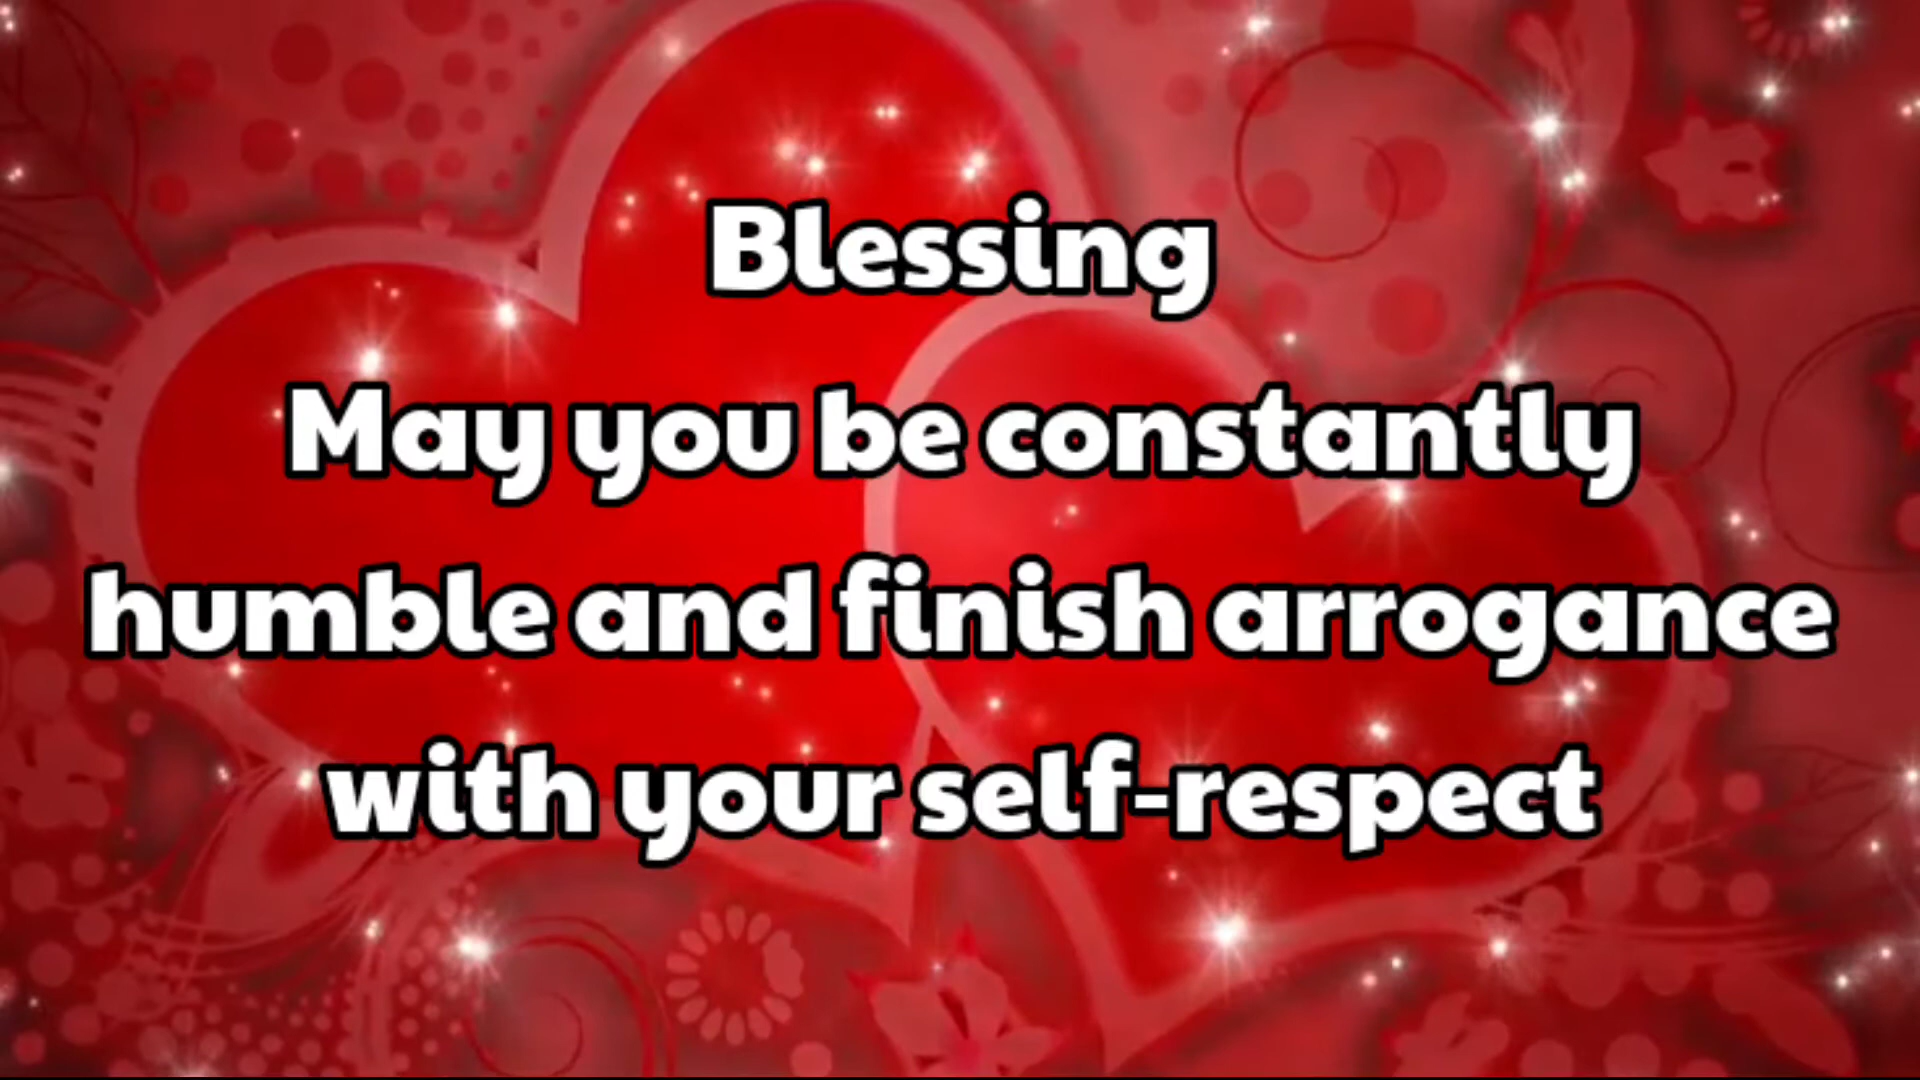 Blessing
May you be constantly
humble and finish arrogance
with your self-respect